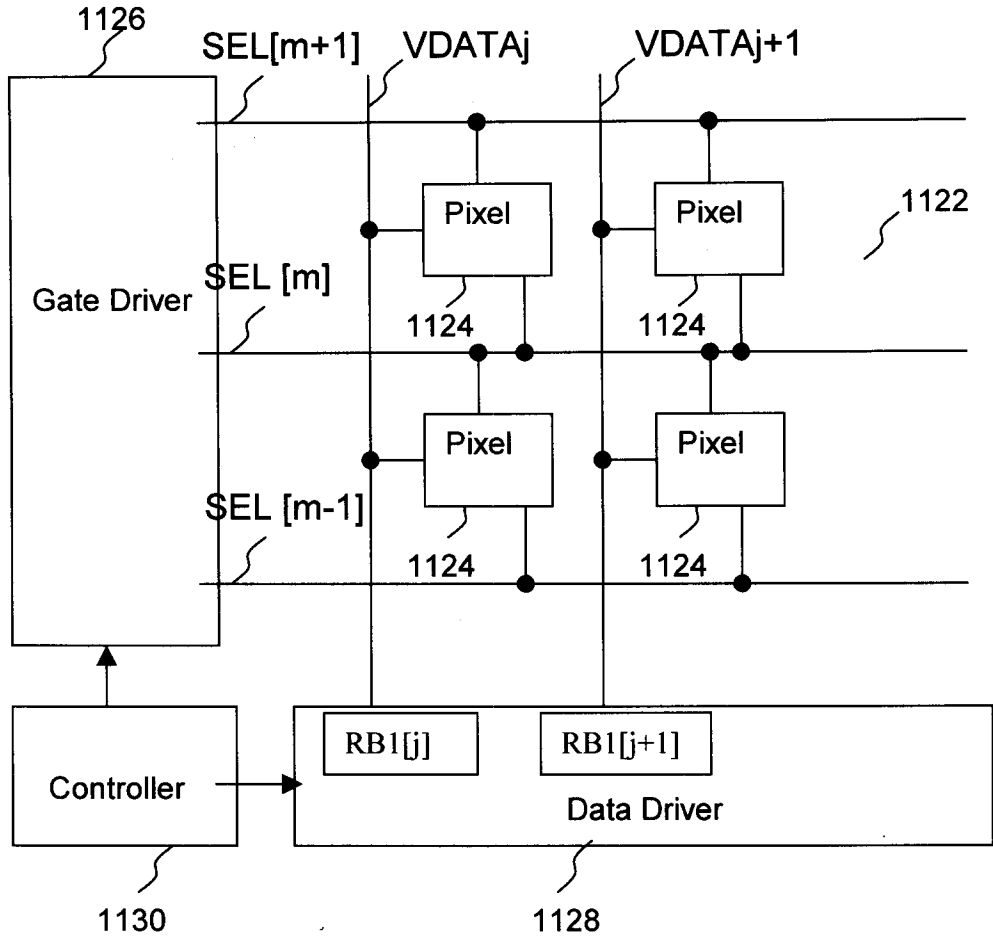 1126
SEL[m+1]
VDATAj
VDATAj+1
Pixel
Pixel
1122
SEL [m]
Gate Driver
1124
1124
Pixel
Pixel
SEL [m-1]
1124
1124
RB1[j]
RB1[j+1]
Controller
Data Driver
1130
1128